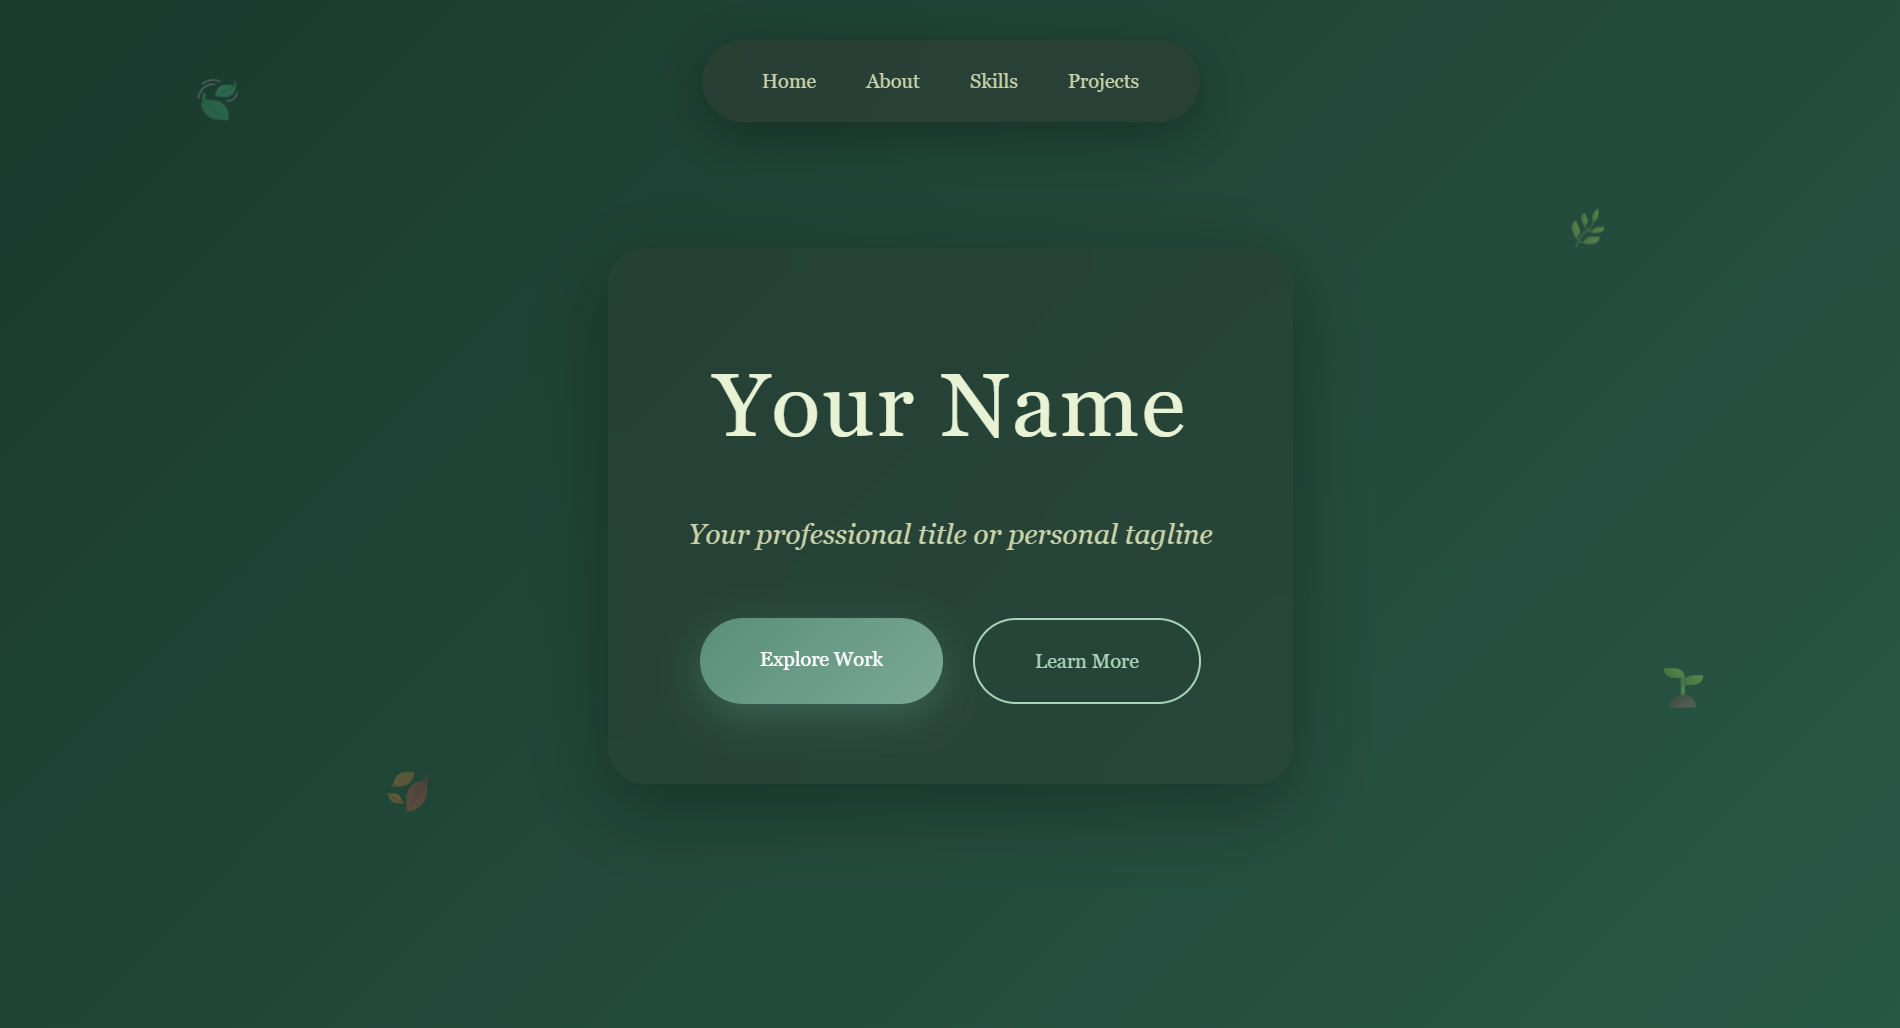 Home About Skills Projects
Your Name
Your professional title or personal tagline
Explore Work Learn More